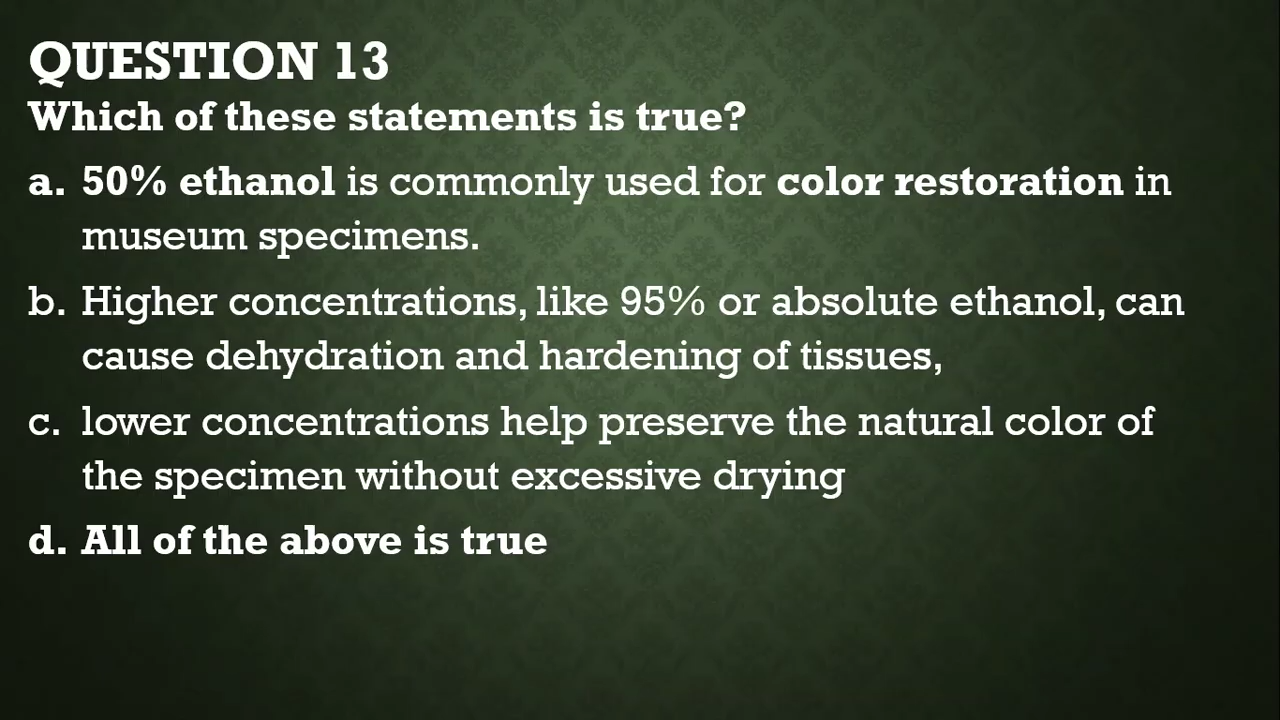 QUESTION 13
Which of these statements is true?
a. 50% ethanol is commonly used for color restoration in
museum specimens.
b. Higher concentrations, like 95% or absolute ethanol, can
cause dehydration and hardening of tissues,
c. lower concentrations help preserve the natural color of
the specimen without excessive drying
d. All of the above is true